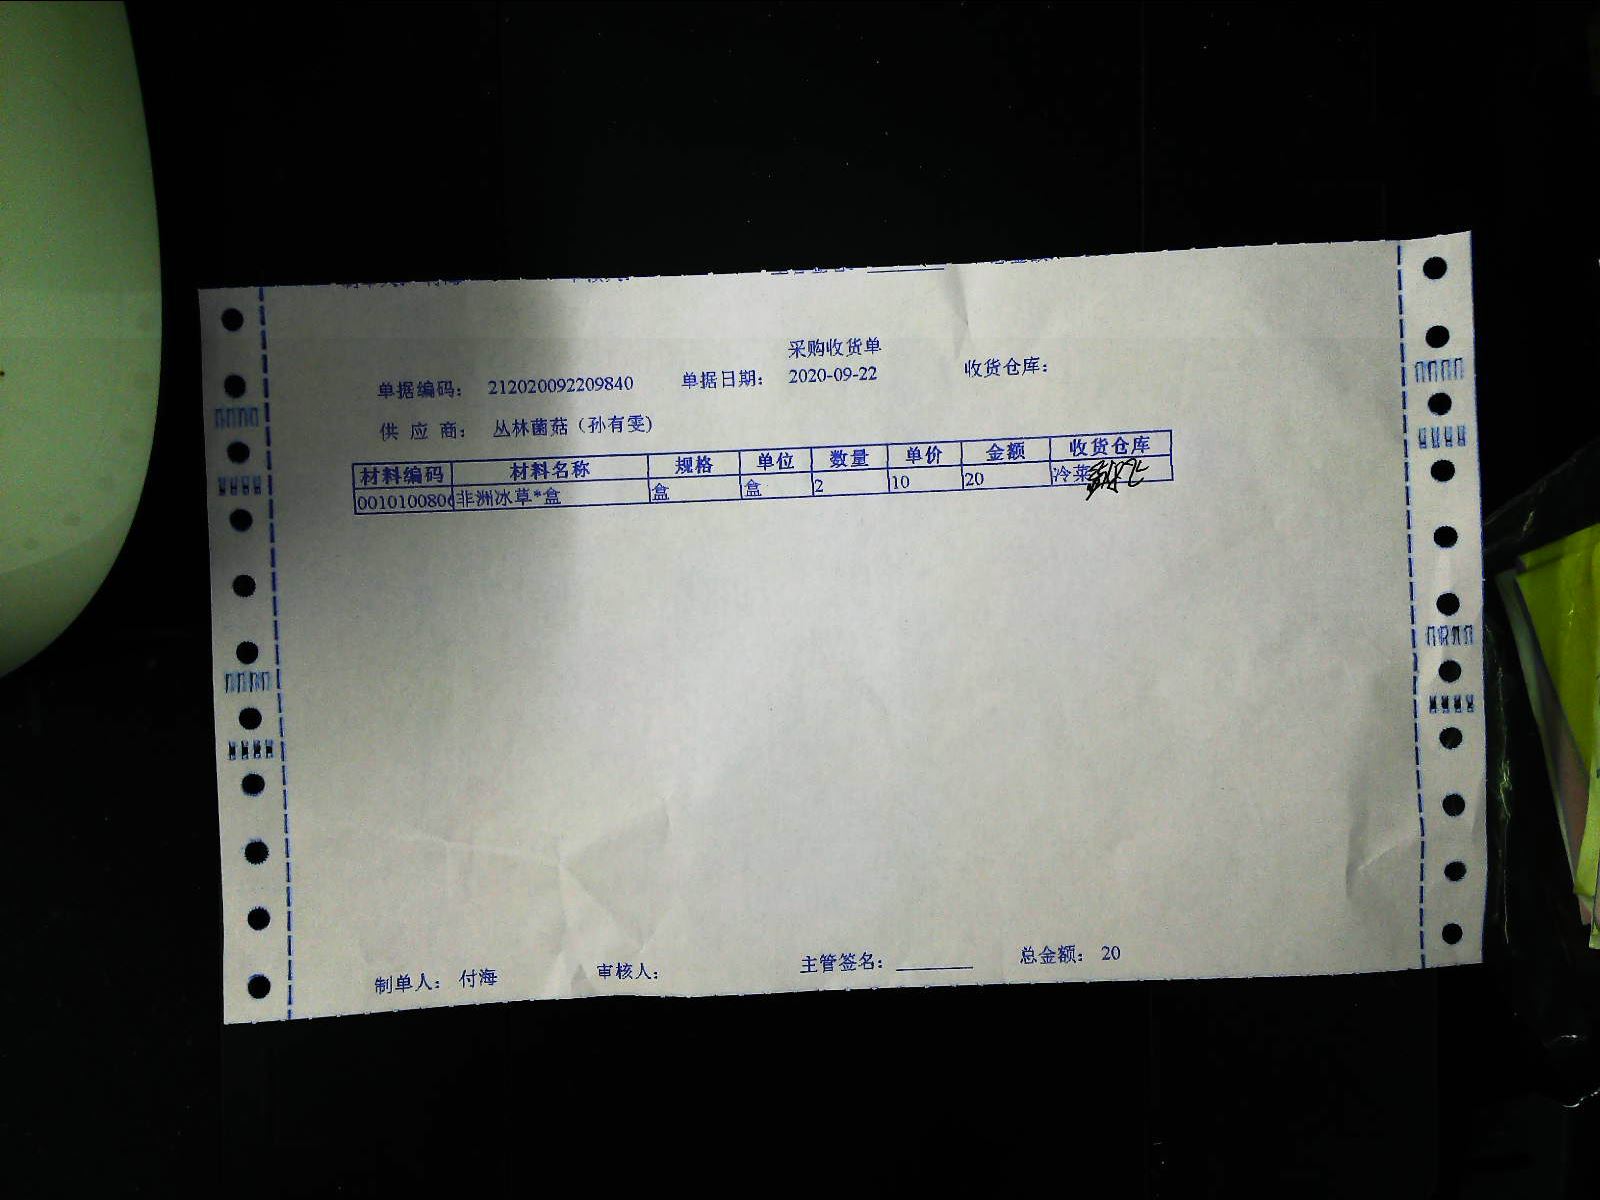 采购收货单
单据编码： 212020092209840 单据日期： 2020-09-22 收货仓库：
供 应 商： 丛林菌菇（孙有雯）
材料编码 材料名称 规格 单位 数量 单价 金额 收货仓库
001010080 非洲冰草*盒 盒 盒 2 10 20 冷菜
制单人： 付海 审核人： 主管签名： ________ 总金额： 20